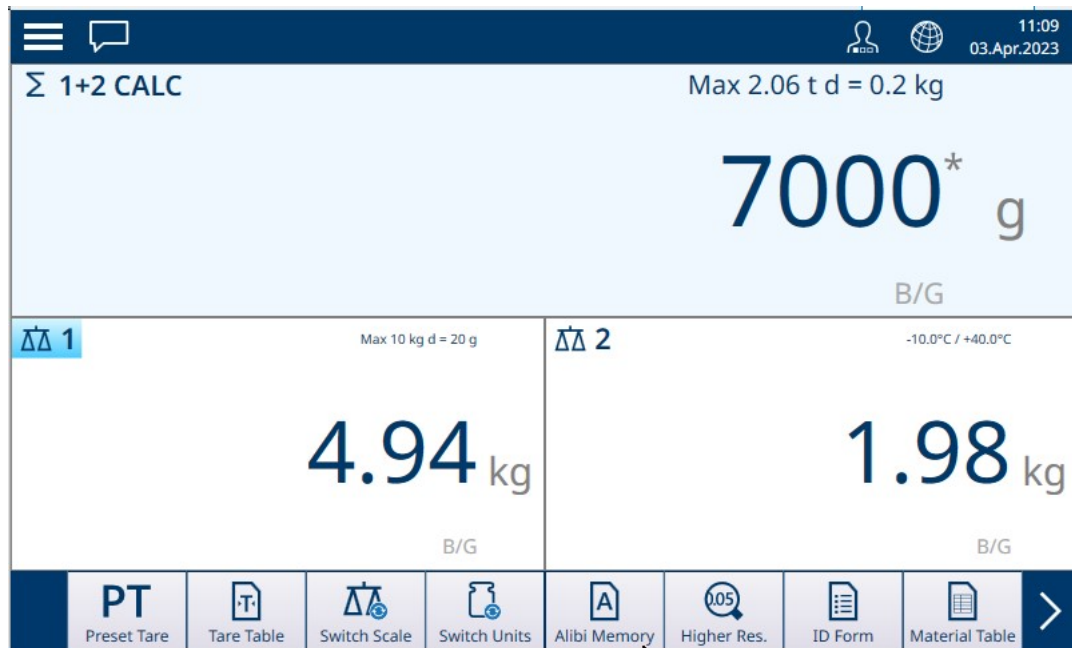 11:09
03.Apr.2023
Σ 1+2 CALC
Max 2.06 t d = 0.2 kg
7000* g
B/G
1
Max 10 kg d = 20 g
4.94 kg
B/G
2
-10.0°C / +40.0°C
1.98 kg
B/G
PT
Preset Tare
T
Tare Table
Switch Scale
Switch Units
A
Alibi Memory
0.05
Higher Res.
ID Form
Material Table